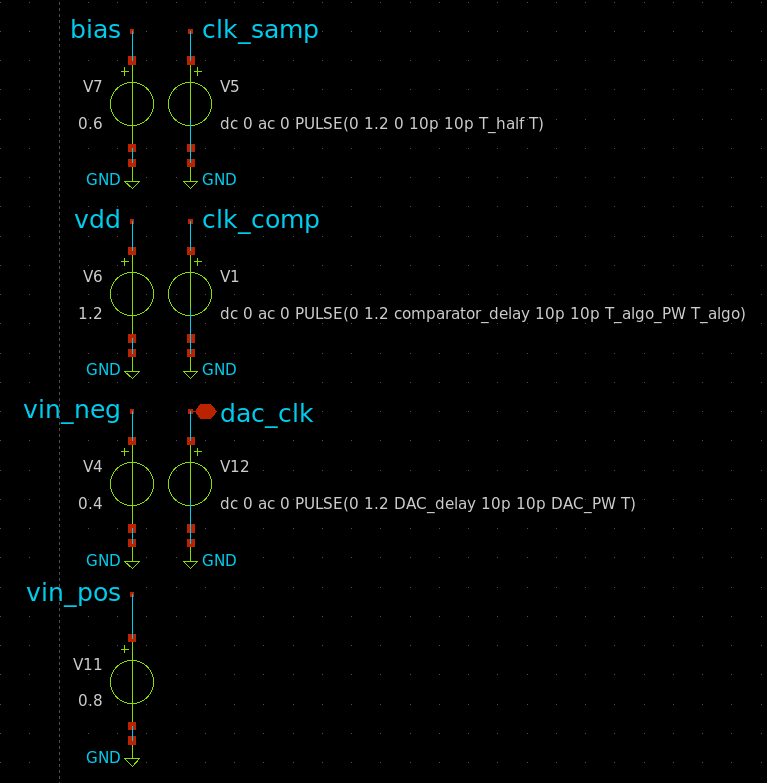 bias clk_samp
+ +
V7 V5
0.6 dc 0 ac 0 PULSE(0 1.2 0 10p 10p T_half T)
GND GND
vdd clk_comp
+ +
V6 V1
1.2 dc 0 ac 0 PULSE(0 1.2 comparator_delay 10p 10p T_algo_PW T_algo)
GND GND
vin_neg dac_clk
+ +
V4 V12
0.4 dc 0 ac 0 PULSE(0 1.2 DAC_delay 10p 10p DAC_PW T)
GND GND
vin_pos
+
V11
0.8
GND